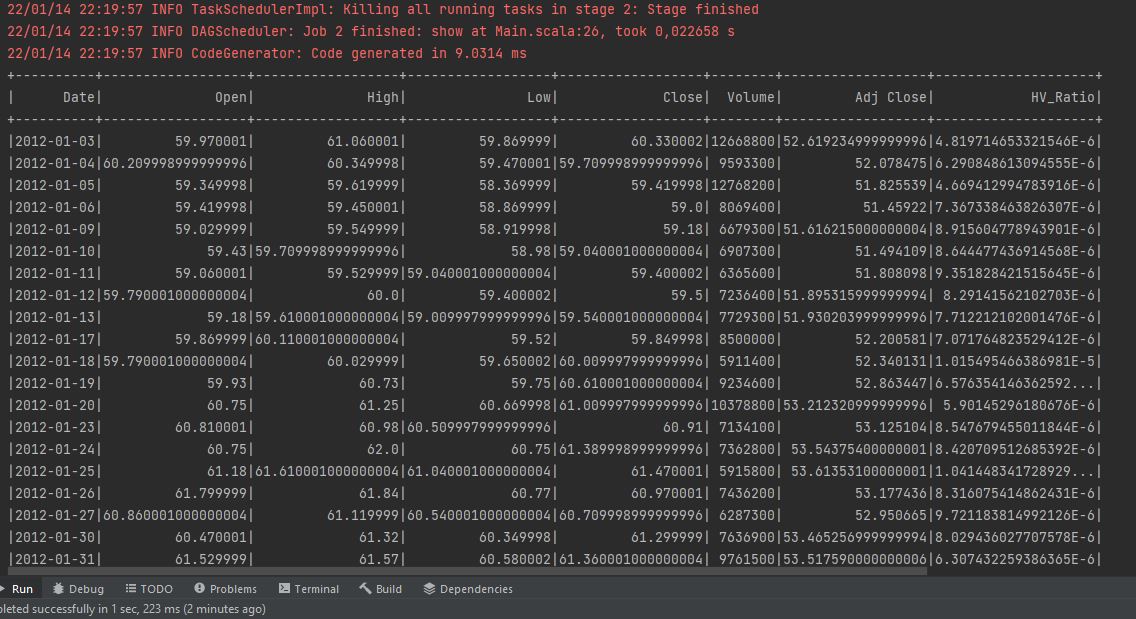 22/01/14 22:19:57 INFO TaskSchedulerImpl: Killing all running tasks in stage 2: Stage finished
22/01/14 22:19:57 INFO DAGScheduler: Job 2 finished: show at Main.scala:26, took 0,022658 s
22/01/14 22:19:57 INFO CodeGenerator: Code generated in 9.0314 ms
+----------+------------------+------------------+------------------+------------------+--------+------------------+--------------------+
|      Date|              Open|              High|               Low|             Close|  Volume|         Adj Close|            HV_Ratio|
+----------+------------------+------------------+------------------+------------------+--------+------------------+--------------------+
|2012-01-03|         59.970001|         61.060001|         59.869999|         60.330002|12668800|52.619234999999996|4.819714653321546E-6|
|2012-01-04|60.209998999999996|         60.349998|         59.470001|59.709998999999996| 9593300|         52.078475|6.290848613094555E-6|
|2012-01-05|         59.349998|         59.619999|         58.369999|         59.419998|12768200|         51.825539|4.669412994783916E-6|
|2012-01-06|         59.419998|         59.450001|         58.869999|              59.0| 8069400|          51.45922|7.367338463826307E-6|
|2012-01-09|         59.029999|         59.549999|         58.919998|             59.18| 6679300|51.616215000000004|8.915604778943901E-6|
|2012-01-10|             59.43|59.709998999999996|             58.98|59.040001000000004| 6907300|         51.494109|8.644477436914568E-6|
|2012-01-11|         59.060001|         59.529999|59.040001000000004|         59.400002| 6365600|         51.808098|9.351828421515645E-6|
|2012-01-12|59.790001000000004|              60.0|         59.400002|              59.5| 7236400|51.895315999999994| 8.29141562102703E-6|
|2012-01-13|             59.18|59.610001000000004|59.009997999999996|59.540001000000004| 7729300|51.930203999999996|7.712212102001476E-6|
|2012-01-17|         59.869999|60.110001000000004|             59.52|         59.849998| 8500000|         52.200581|7.071764823529412E-6|
|2012-01-18|59.790001000000004|         60.029999|         59.650002|60.009997999999996| 5911400|         52.340131|1.015495466386981E-5|
|2012-01-19|             59.93|             60.73|             59.75|60.610001000000004| 9234600|         52.863447|6.576354146362592...|
|2012-01-20|             60.75|             61.25|         60.669998|61.009997999999996|10378800|53.212320999999996| 5.90145296180676E-6|
|2012-01-23|         60.810001|             60.98|60.509997999999996|             60.91| 7134100|         53.125104|8.547679455011844E-6|
|2012-01-24|             60.75|              62.0|             60.75|61.389998999999996| 7362800| 53.54375400000001|8.420709512685392E-6|
|2012-01-25|             61.18|61.610001000000004|61.040001000000004|         61.470001| 5915800| 53.61353100000001|1.041448341728929...|
|2012-01-26|         61.799999|             61.84|             60.77|         60.970001| 7436200|         53.177436|8.316075414862431E-6|
|2012-01-27|60.860001000000004|         61.119999|60.540001000000004|60.709998999999996| 6287300|         52.950665|9.721183814992126E-6|
|2012-01-30|         60.470001|             61.32|         60.349998|         61.299999| 7636900|53.465256999999994|8.029436027707578E-6|
|2012-01-31|         61.529999|             61.57|         60.580002|61.360001000000004| 9761500|53.517590000000006|6.307432259386365E-6|
Run Debug TODO Problems Terminal Build Dependencies
pleted successfully in 1 sec, 223 ms (2 minutes ago)